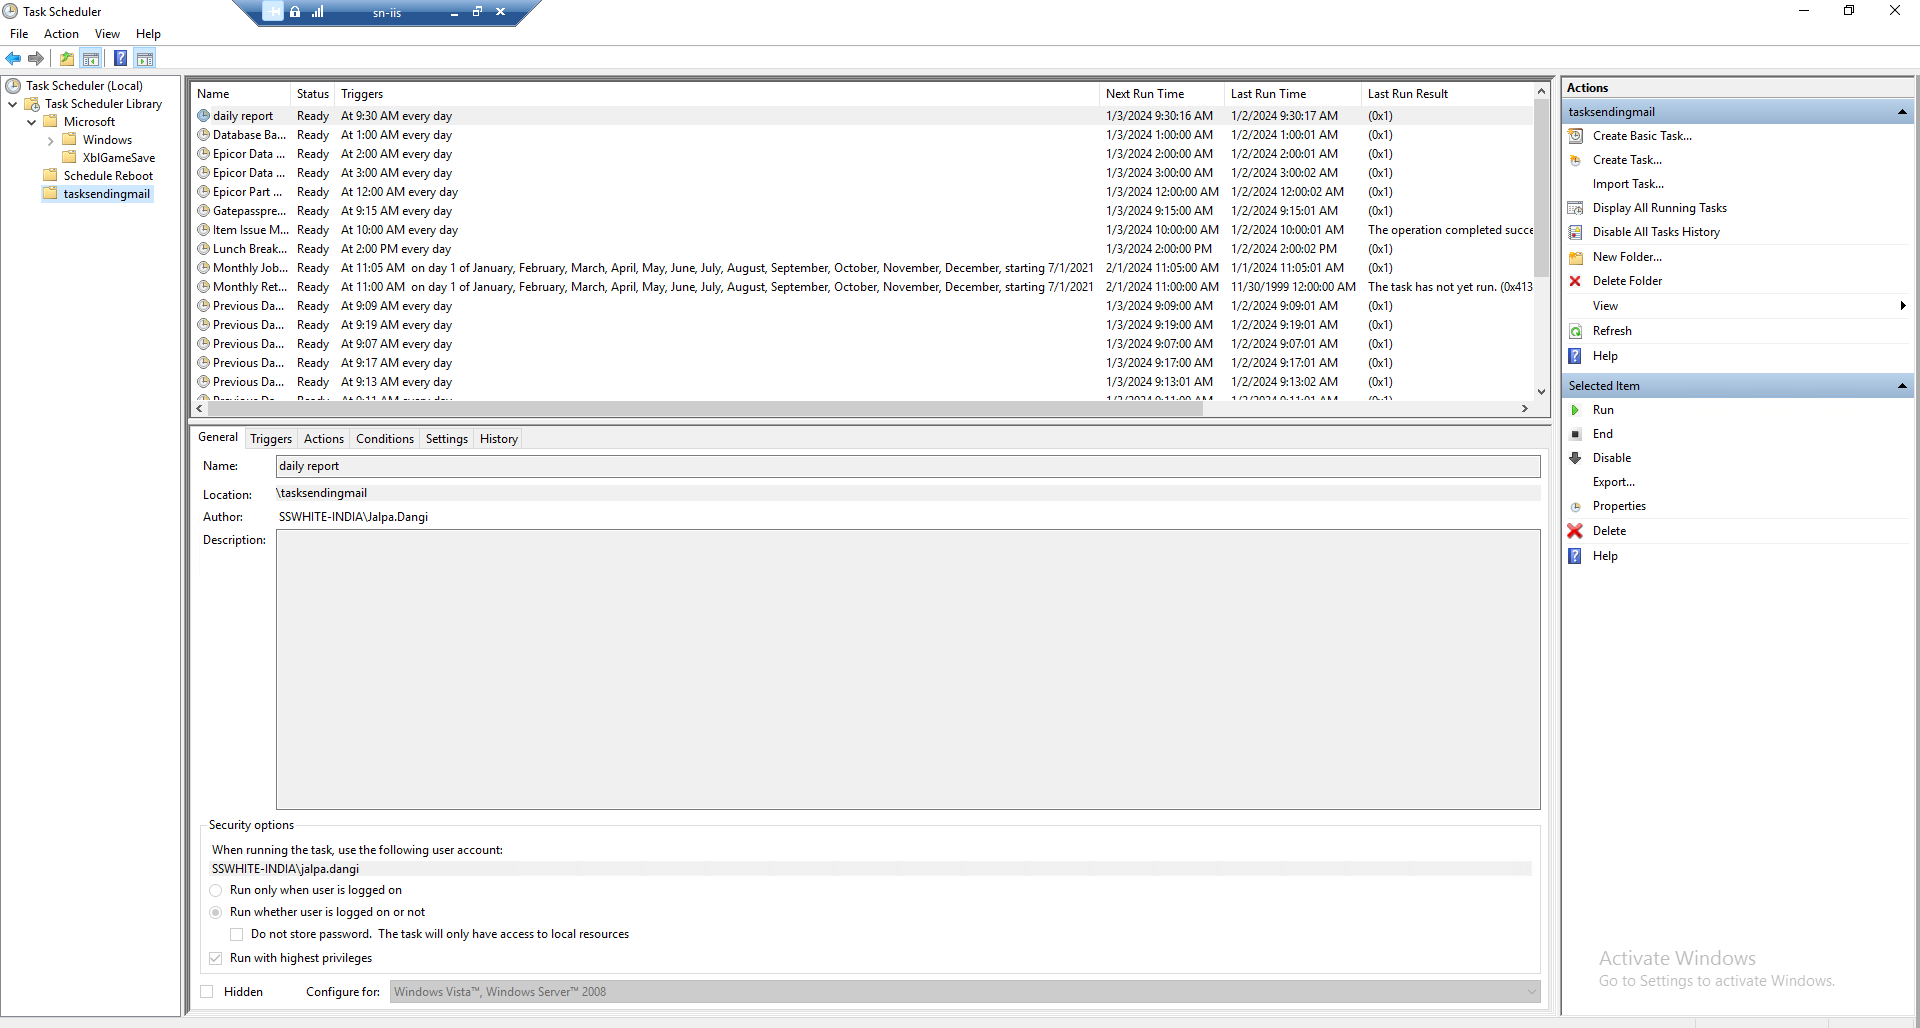 Task Scheduler
sn-iis
File Action View Help
Task Scheduler (Local)
Task Scheduler Library
Microsoft
Windows
XblGameSave
Schedule Reboot
tasksendingmail
Name Status Triggers Next Run Time Last Run Time Last Run Result
daily report Ready At 9:30 AM every day 1/3/2024 9:30:16 AM 1/2/2024 9:30:17 AM (0x1)
Database Ba... Ready At 1:00 AM every day 1/3/2024 1:00:00 AM 1/2/2024 1:00:01 AM (0x1)
Epicor Data ... Ready At 2:00 AM every day 1/3/2024 2:00:00 AM 1/2/2024 2:00:01 AM (0x1)
Epicor Data ... Ready At 3:00 AM every day 1/3/2024 3:00:00 AM 1/2/2024 3:00:02 AM (0x1)
Epicor Part ... Ready At 12:00 AM every day 1/3/2024 12:00:00 AM 1/2/2024 12:00:02 AM (0x1)
Gatepasspre... Ready At 9:15 AM every day 1/3/2024 9:15:00 AM 1/2/2024 9:15:01 AM (0x1)
Item Issue M... Ready At 10:00 AM every day 1/3/2024 10:00:00 AM 1/2/2024 10:00:01 AM The operation completed succe
Lunch Break... Ready At 2:00 PM every day 1/3/2024 2:00:00 PM 1/2/2024 2:00:02 PM (0x1)
Monthly Job... Ready At 11:05 AM on day 1 of January, February, March, April, May, June, July, August, September, October, November, December, starting 7/1/2021 2/1/2024 11:05:00 AM 1/1/2024 11:05:01 AM (0x1)
Monthly Ret... Ready At 11:00 AM on day 1 of January, February, March, April, May, June, July, August, September, October, November, December, starting 7/1/2021 2/1/2024 11:00:00 AM 11/30/1999 12:00:00 AM The task has not yet run. (0x413
Previous Da... Ready At 9:09 AM every day 1/3/2024 9:09:00 AM 1/2/2024 9:09:01 AM (0x1)
Previous Da... Ready At 9:19 AM every day 1/3/2024 9:19:00 AM 1/2/2024 9:19:01 AM (0x1)
Previous Da... Ready At 9:07 AM every day 1/3/2024 9:07:00 AM 1/2/2024 9:07:01 AM (0x1)
Previous Da... Ready At 9:17 AM every day 1/3/2024 9:17:00 AM 1/2/2024 9:17:01 AM (0x1)
Previous Da... Ready At 9:13 AM every day 1/3/2024 9:13:01 AM 1/2/2024 9:13:02 AM (0x1)
General Triggers Actions Conditions Settings History
Name: daily report
Location: \tasksendingmail
Author: SSWHITE-INDIA\Jalpa.Dangi
Description:
Security options
When running the task, use the following user account:
SSWHITE-INDIA\jalpa.dangi
Run only when user is logged on
Run whether user is logged on or not
Do not store password. The task will only have access to local resources
Run with highest privileges
Hidden Configure for: Windows Vista™, Windows Server™ 2008
Actions
tasksendingmail
Create Basic Task...
Create Task...
Import Task...
Display All Running Tasks
Disable All Tasks History
New Folder...
Delete Folder
View
Refresh
Help
Selected Item
Run
End
Disable
Export...
Properties
Delete
Help
Activate Windows
Go to Settings to activate Windows.